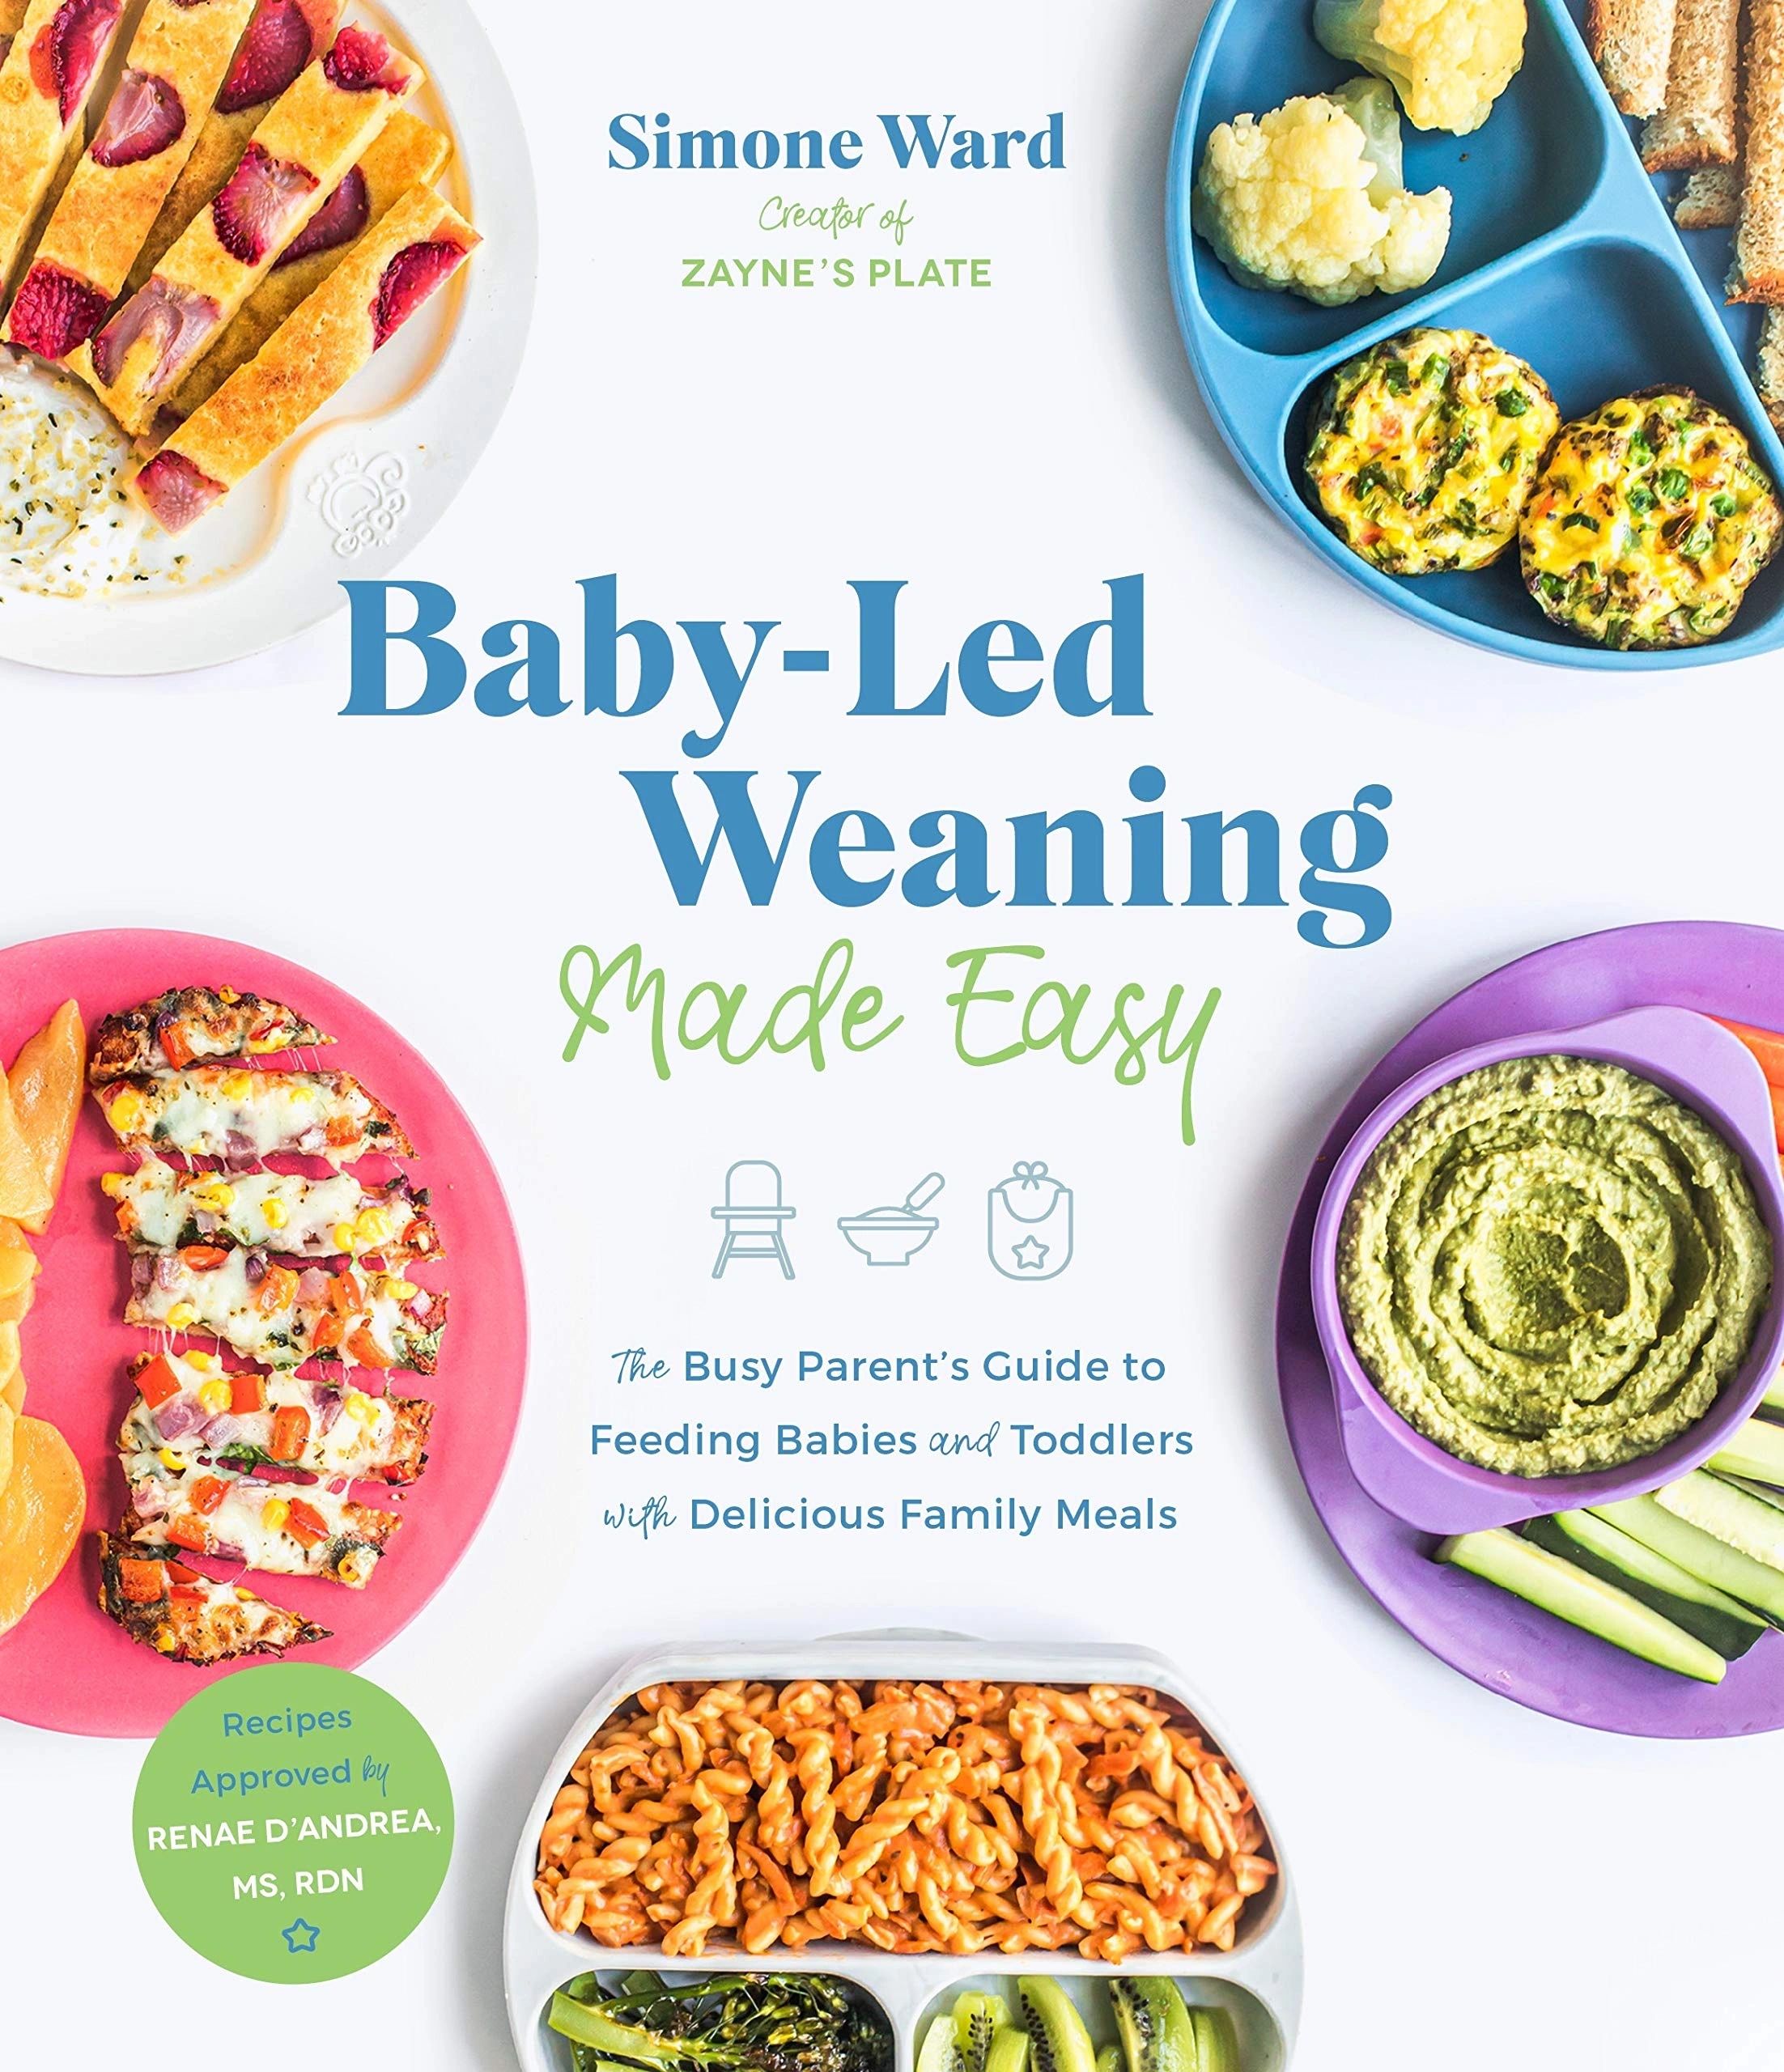 Simone Ward
Creator of
ZAYNE'S PLATE
Baby-Led
Weaning
Made Easy
The Busy Parent's Guide to
Feeding Babies and Toddlers
with Delicious Family Meals
Recipes
Approved by
RENAE D'ANDREA,
MS, RDN